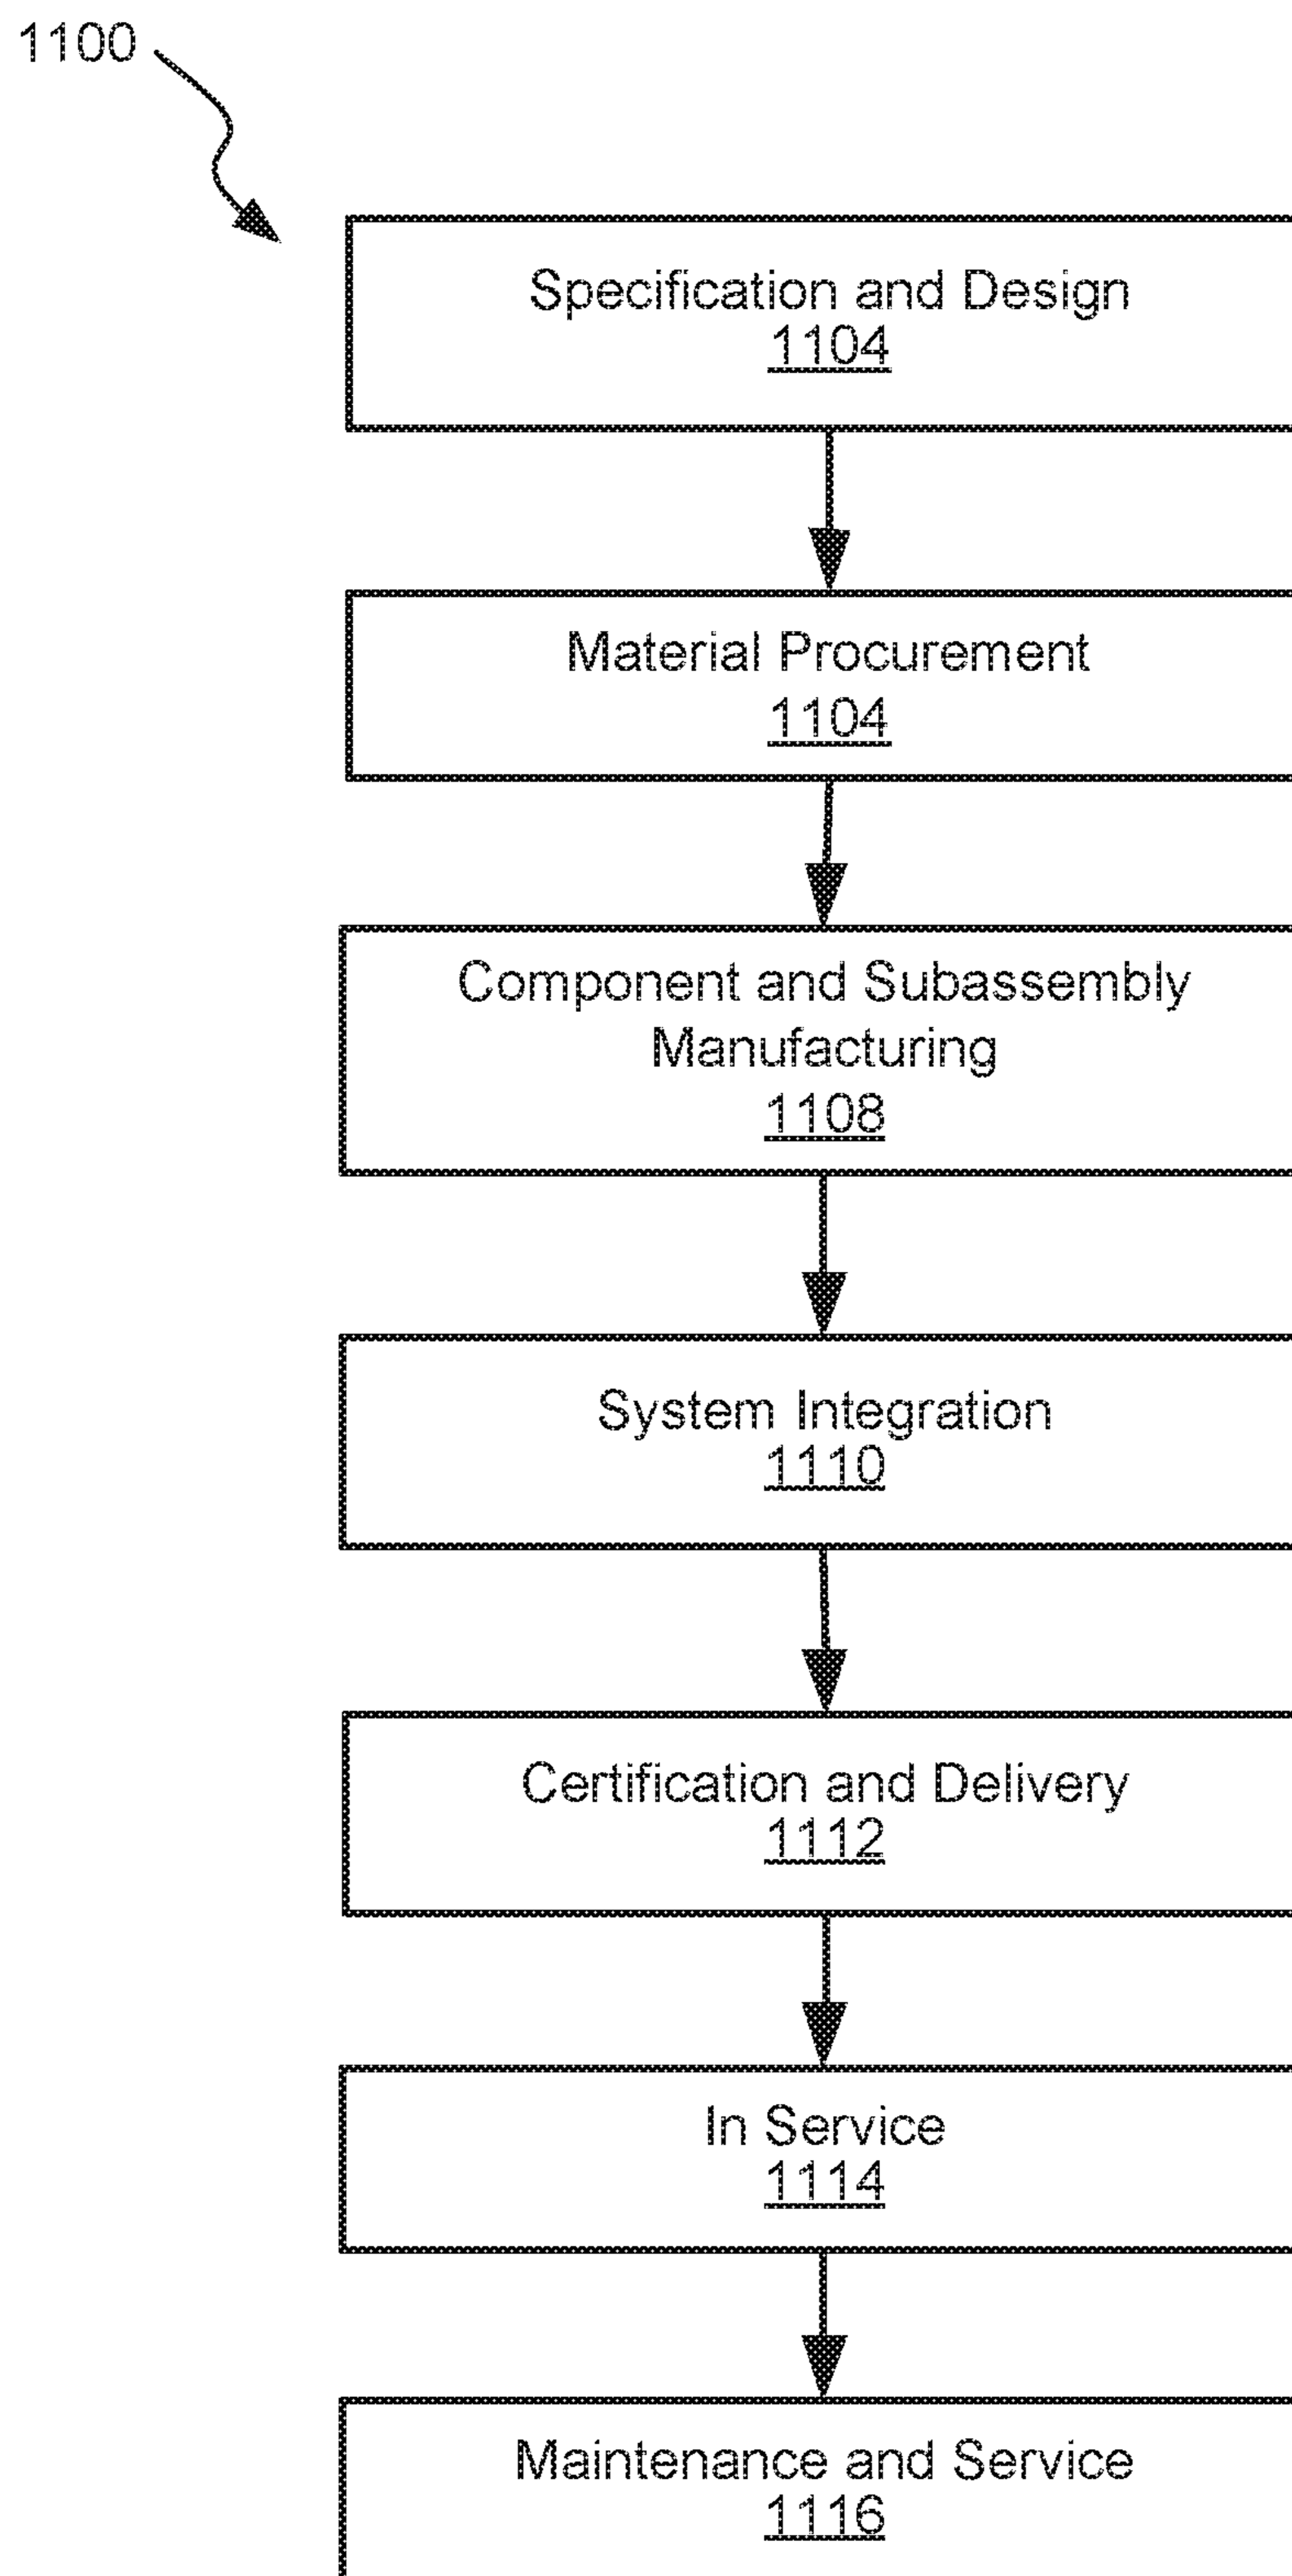 1100
Specification and Design
1104
Material Procurement
1104
Component and Subassembly
Manufacturing
1108
System Integration
1110
Certification and Delivery
1112
In Service
1114
Maintenance and Service
1116